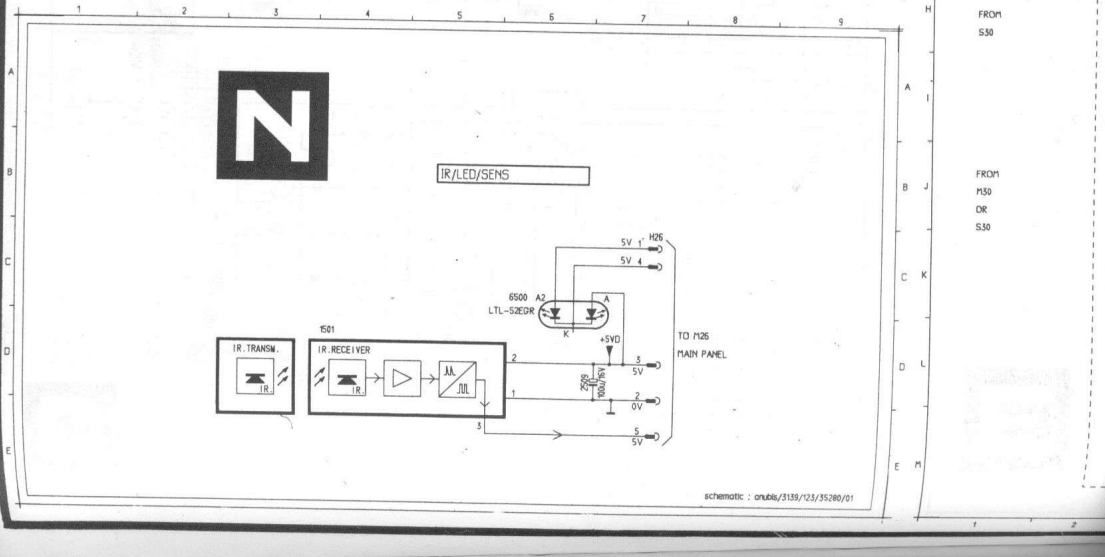 1 2 3 4 5 6 7 8 9
H
FROM
S30
A
A
I
N
IR/LED/SENS
B
B
J
FROM
M30
OR
S30
H26
5V 1
5V 4
C
C
K
6500 A2 A
LTL-52EGR
K
+5VD
TO M26
MAIN PANEL
1501
IR.TRANSM.
IR.
IR.RECEIVER
IR.
2
1
3
2509
100u/16V
3
5V
2
0V
5
5V
D
D
L
E
E
M
schematic : anubis/3139/123/35280/01
1 2